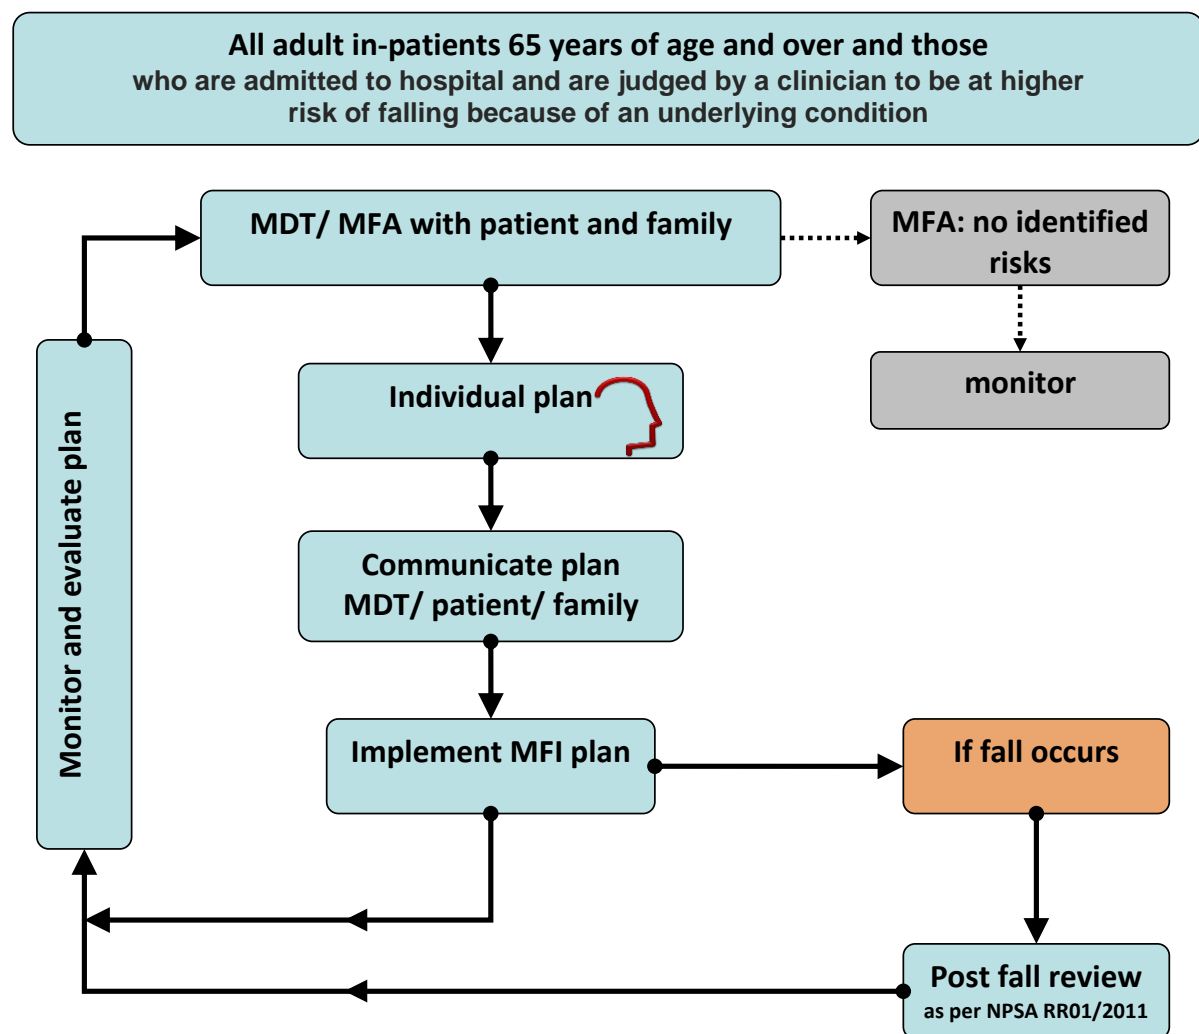 All adult in-patients 65 years of age and over and those
who are admitted to hospital and are judged by a clinician to be at higher
risk of falling because of an underlying condition
MDT/ MFA with patient and family
MFA: no identified
risks
monitor
Individual plan
Monitor and evaluate plan
Communicate plan
MDT/ patient/ family
Implement MFI plan
If fall occurs
Post fall review
as per NPSA RR01/2011